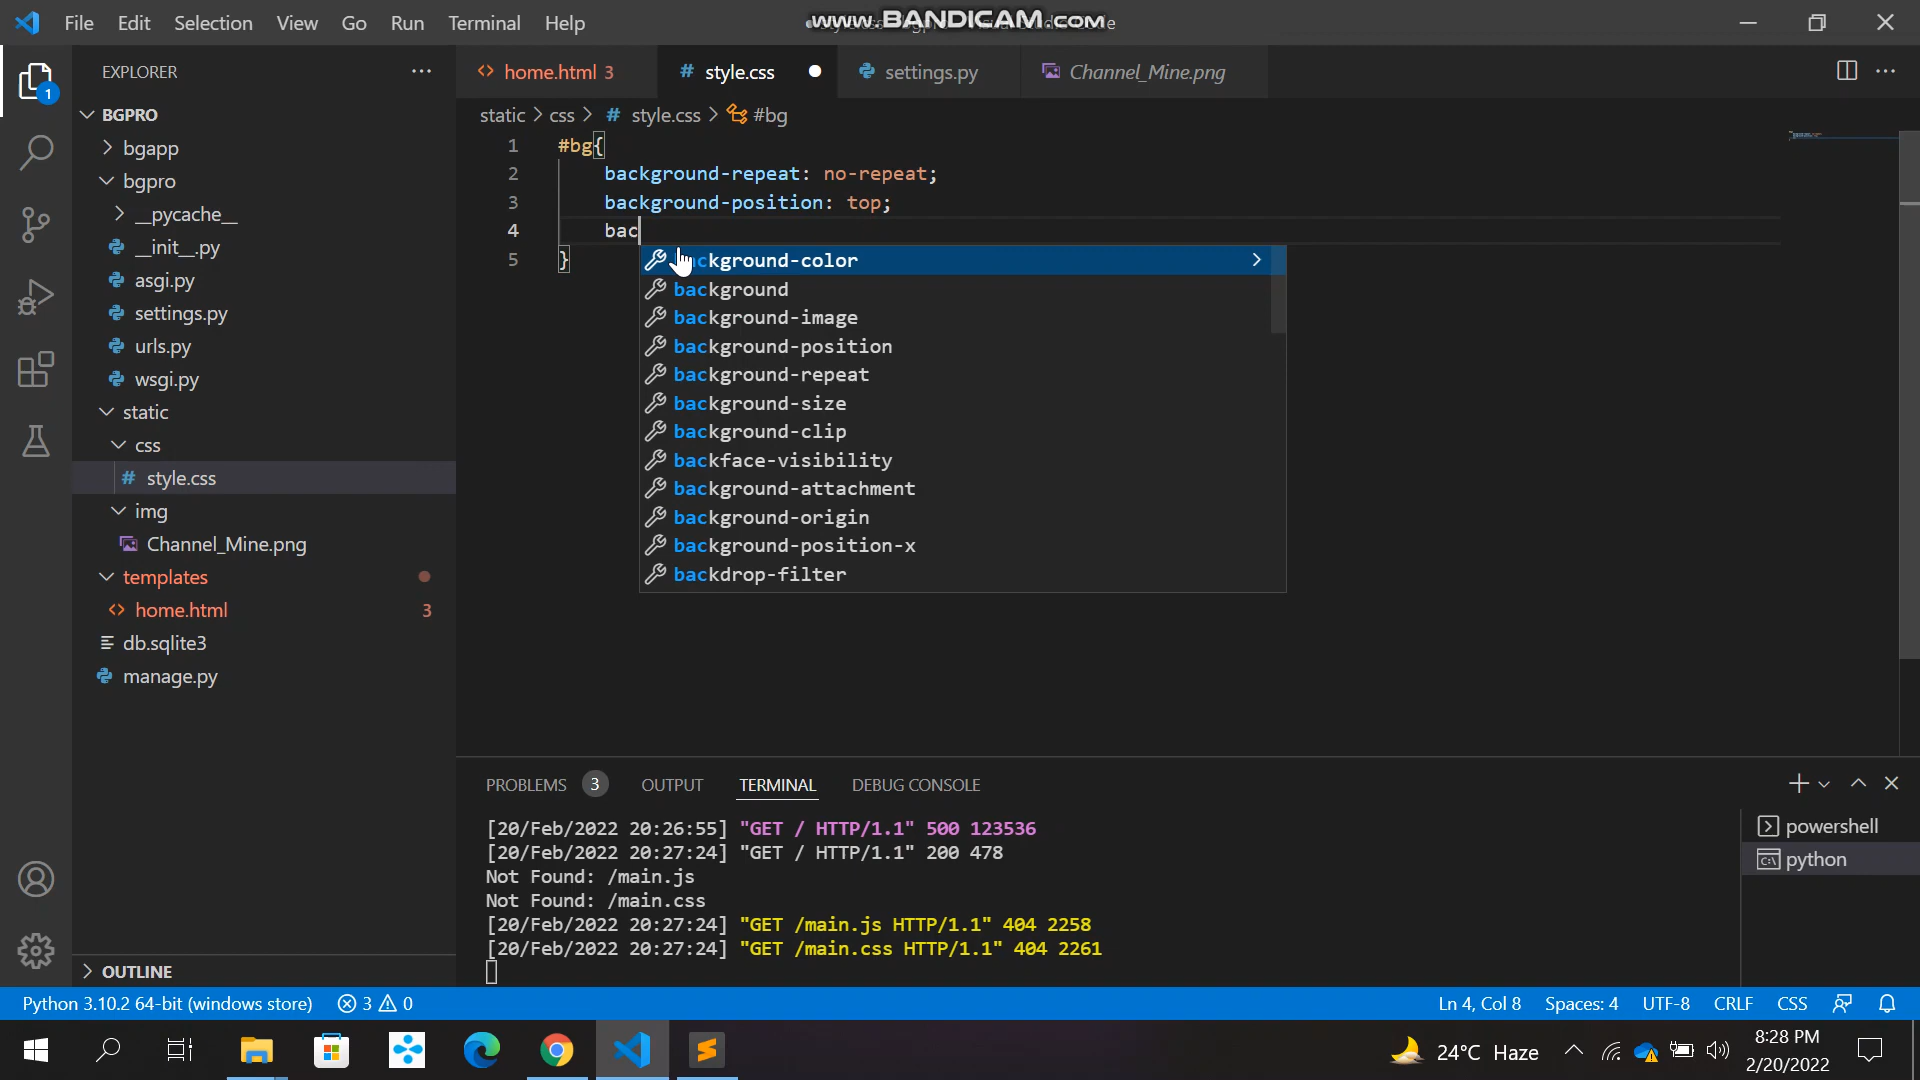 File Edit Selection View Go Run Terminal Help
www.BANDICAM.com
EXPLORER
home.html 3
style.css
settings.py
Channel_Mine.png
static > css > # style.css > #bg
BGPRO
bgapp
bgpro
__pycache__
__init__.py
asgi.py
settings.py
urls.py
wsgi.py
static
css
# style.css
img
Channel_Mine.png
templates
home.html 3
db.sqlite3
manage.py
OUTLINE
1 #bg{
2 background-repeat: no-repeat;
3 background-position: top;
4 bac
5 }
background-color
background
background-image
background-position
background-repeat
background-size
background-clip
backface-visibility
background-attachment
background-origin
background-position-x
backdrop-filter
PROBLEMS 3 OUTPUT TERMINAL DEBUG CONSOLE
[20/Feb/2022 20:26:55] "GET / HTTP/1.1" 500 123536
[20/Feb/2022 20:27:24] "GET / HTTP/1.1" 200 478
Not Found: /main.js
Not Found: /main.css
[20/Feb/2022 20:27:24] "GET /main.js HTTP/1.1" 404 2258
[20/Feb/2022 20:27:24] "GET /main.css HTTP/1.1" 404 2261
powershell
python
1
Python 3.10.2 64-bit (windows store) 3 0
Ln 4, Col 8 Spaces: 4 UTF-8 CRLF CSS
24°C Haze
8:28 PM
2/20/2022